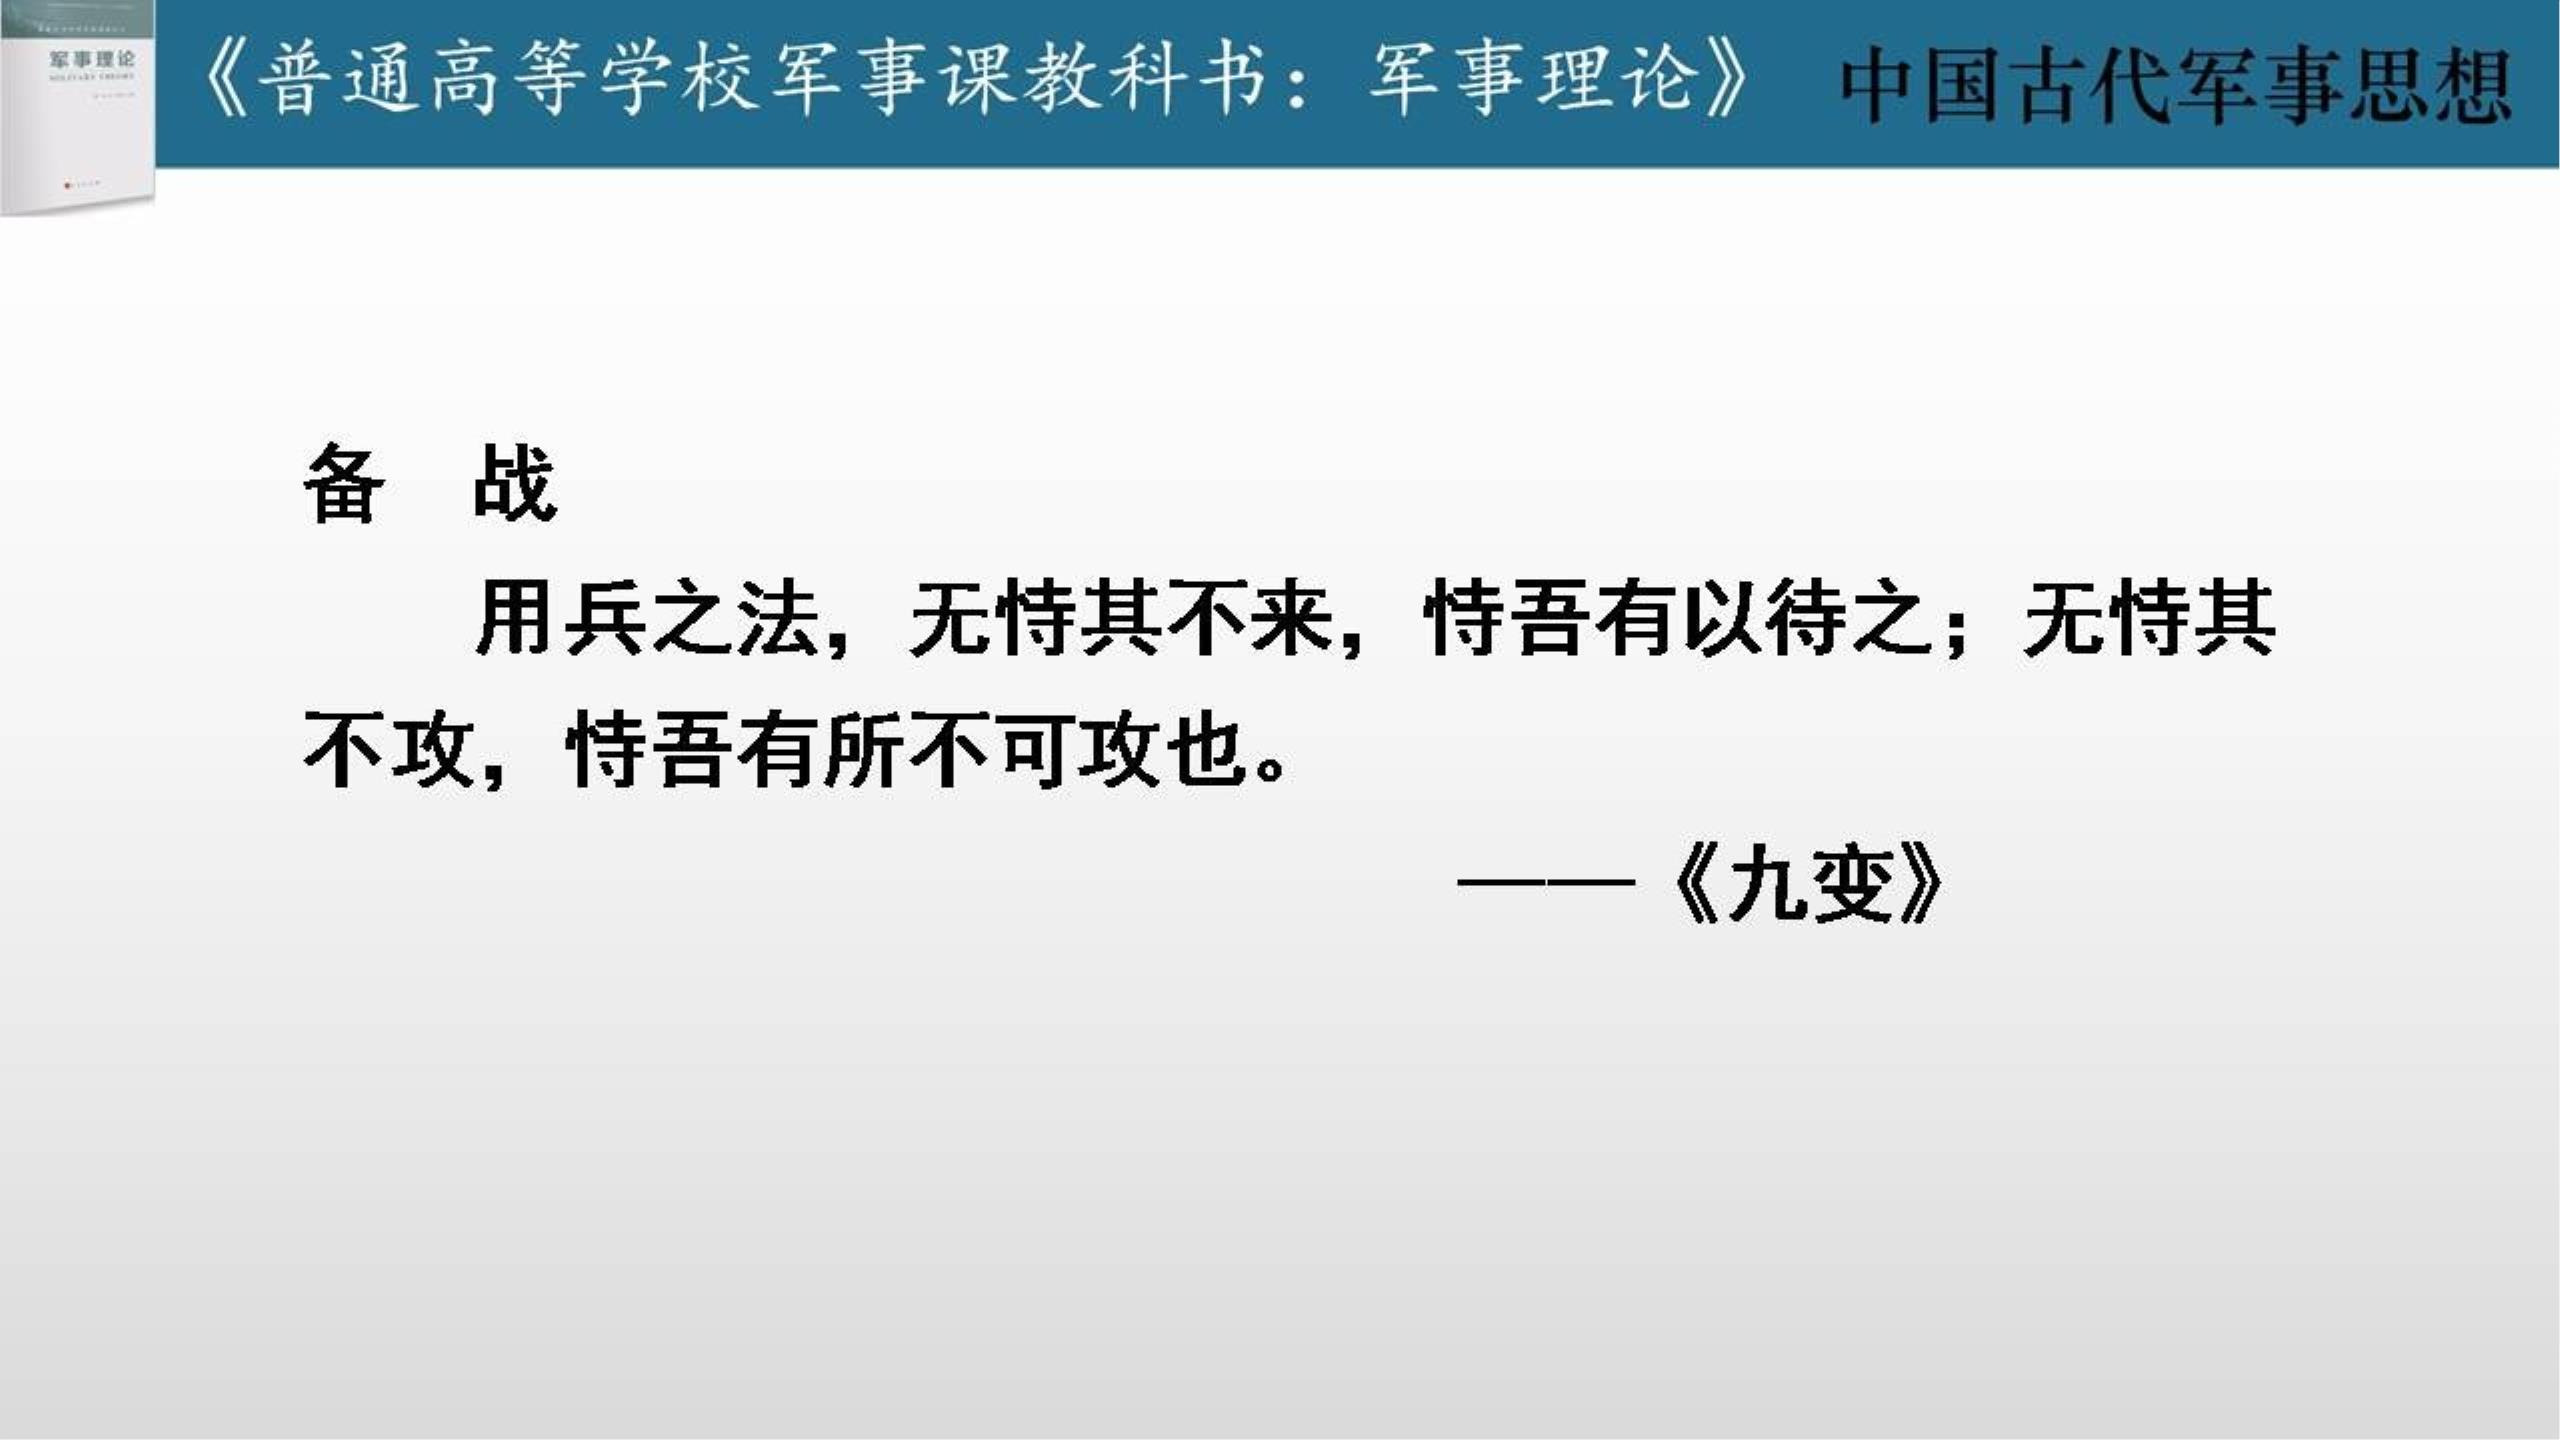 军事理论
MILITARY THEORY
《普通高等学校军事课教科书：军事理论》 中国古代军事思想
备 战
用兵之法，无恃其不来，恃吾有以待之；无恃其
不攻，恃吾有所不可攻也。
——《九变》